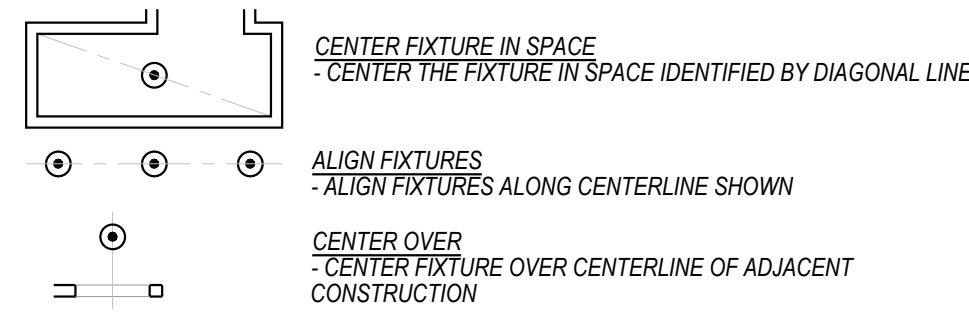 CENTER FIXTURE IN SPACE
- CENTER THE FIXTURE IN SPACE IDENTIFIED BY DIAGONAL LINE
ALIGN FIXTURES
- ALIGN FIXTURES ALONG CENTERLINE SHOWN
CENTER OVER
- CENTER FIXTURE OVER CENTERLINE OF ADJACENT
CONSTRUCTION